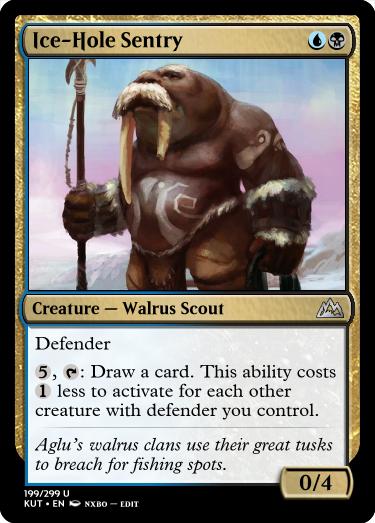 Ice-Hole Sentry
Creature — Walrus Scout
Defender
5, T: Draw a card. This ability costs
1 less to activate for each other
creature with defender you control.
Aglu's walrus clans use their great tusks
to breach for fishing spots.
0/4
199/299 U
KUT • EN NXBO — EDIT